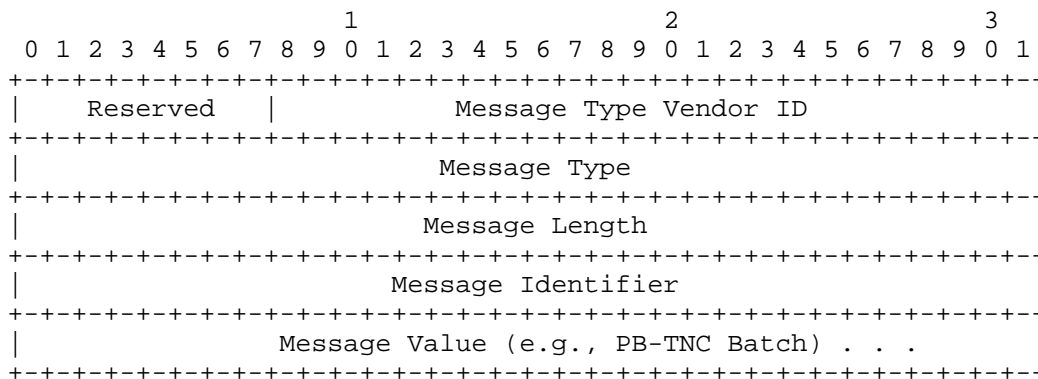 1                   2                   3
 0 1 2 3 4 5 6 7 8 9 0 1 2 3 4 5 6 7 8 9 0 1 2 3 4 5 6 7 8 9 0 1
+-+-+-+-+-+-+-+-+-+-+-+-+-+-+-+-+-+-+-+-+-+-+-+-+-+-+-+-+-+-+-+--
|    Reserved   |           Message Type Vendor ID
+-+-+-+-+-+-+-+-+-+-+-+-+-+-+-+-+-+-+-+-+-+-+-+-+-+-+-+-+-+-+-+--
|                          Message Type
+-+-+-+-+-+-+-+-+-+-+-+-+-+-+-+-+-+-+-+-+-+-+-+-+-+-+-+-+-+-+-+--
|                         Message Length
+-+-+-+-+-+-+-+-+-+-+-+-+-+-+-+-+-+-+-+-+-+-+-+-+-+-+-+-+-+-+-+--
|                       Message Identifier
+-+-+-+-+-+-+-+-+-+-+-+-+-+-+-+-+-+-+-+-+-+-+-+-+-+-+-+-+-+-+-+--
|                Message Value (e.g., PB-TNC Batch) . . .
+-+-+-+-+-+-+-+-+-+-+-+-+-+-+-+-+-+-+-+-+-+-+-+-+-+-+-+-+-+-+-+--